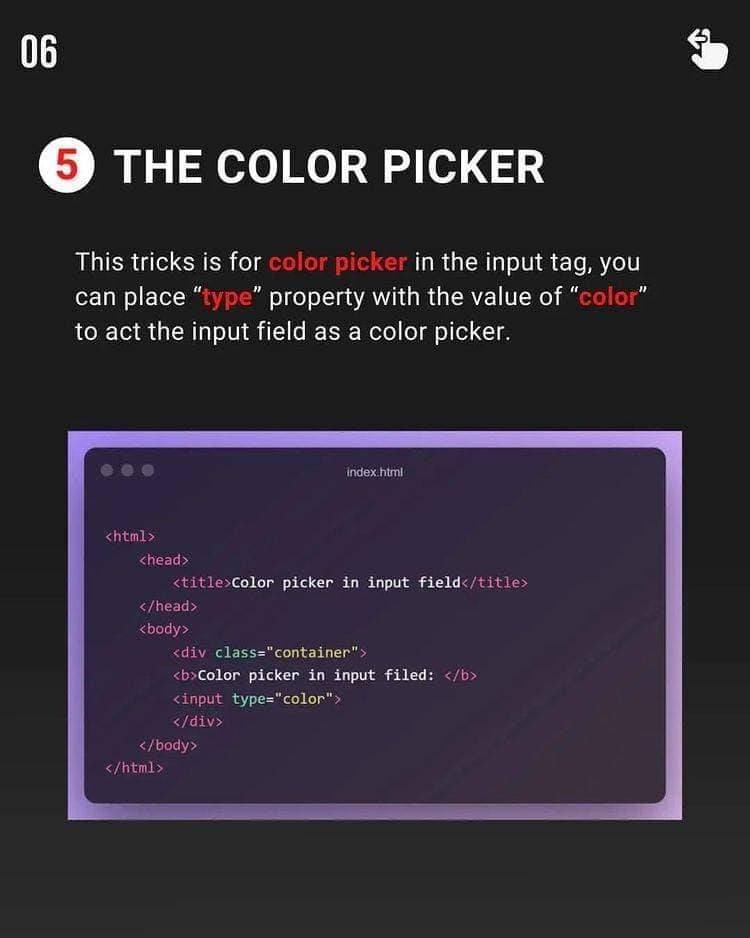 06
5 THE COLOR PICKER
This tricks is for color picker in the input tag, you
can place “type” property with the value of “color”
to act the input field as a color picker.
index.html
<html>
    <head>
        <title>Color picker in input field</title>
    </head>
    <body>
        <div class="container">
        <b>Color picker in input filed: </b>
        <input type="color">
        </div>
    </body>
</html>